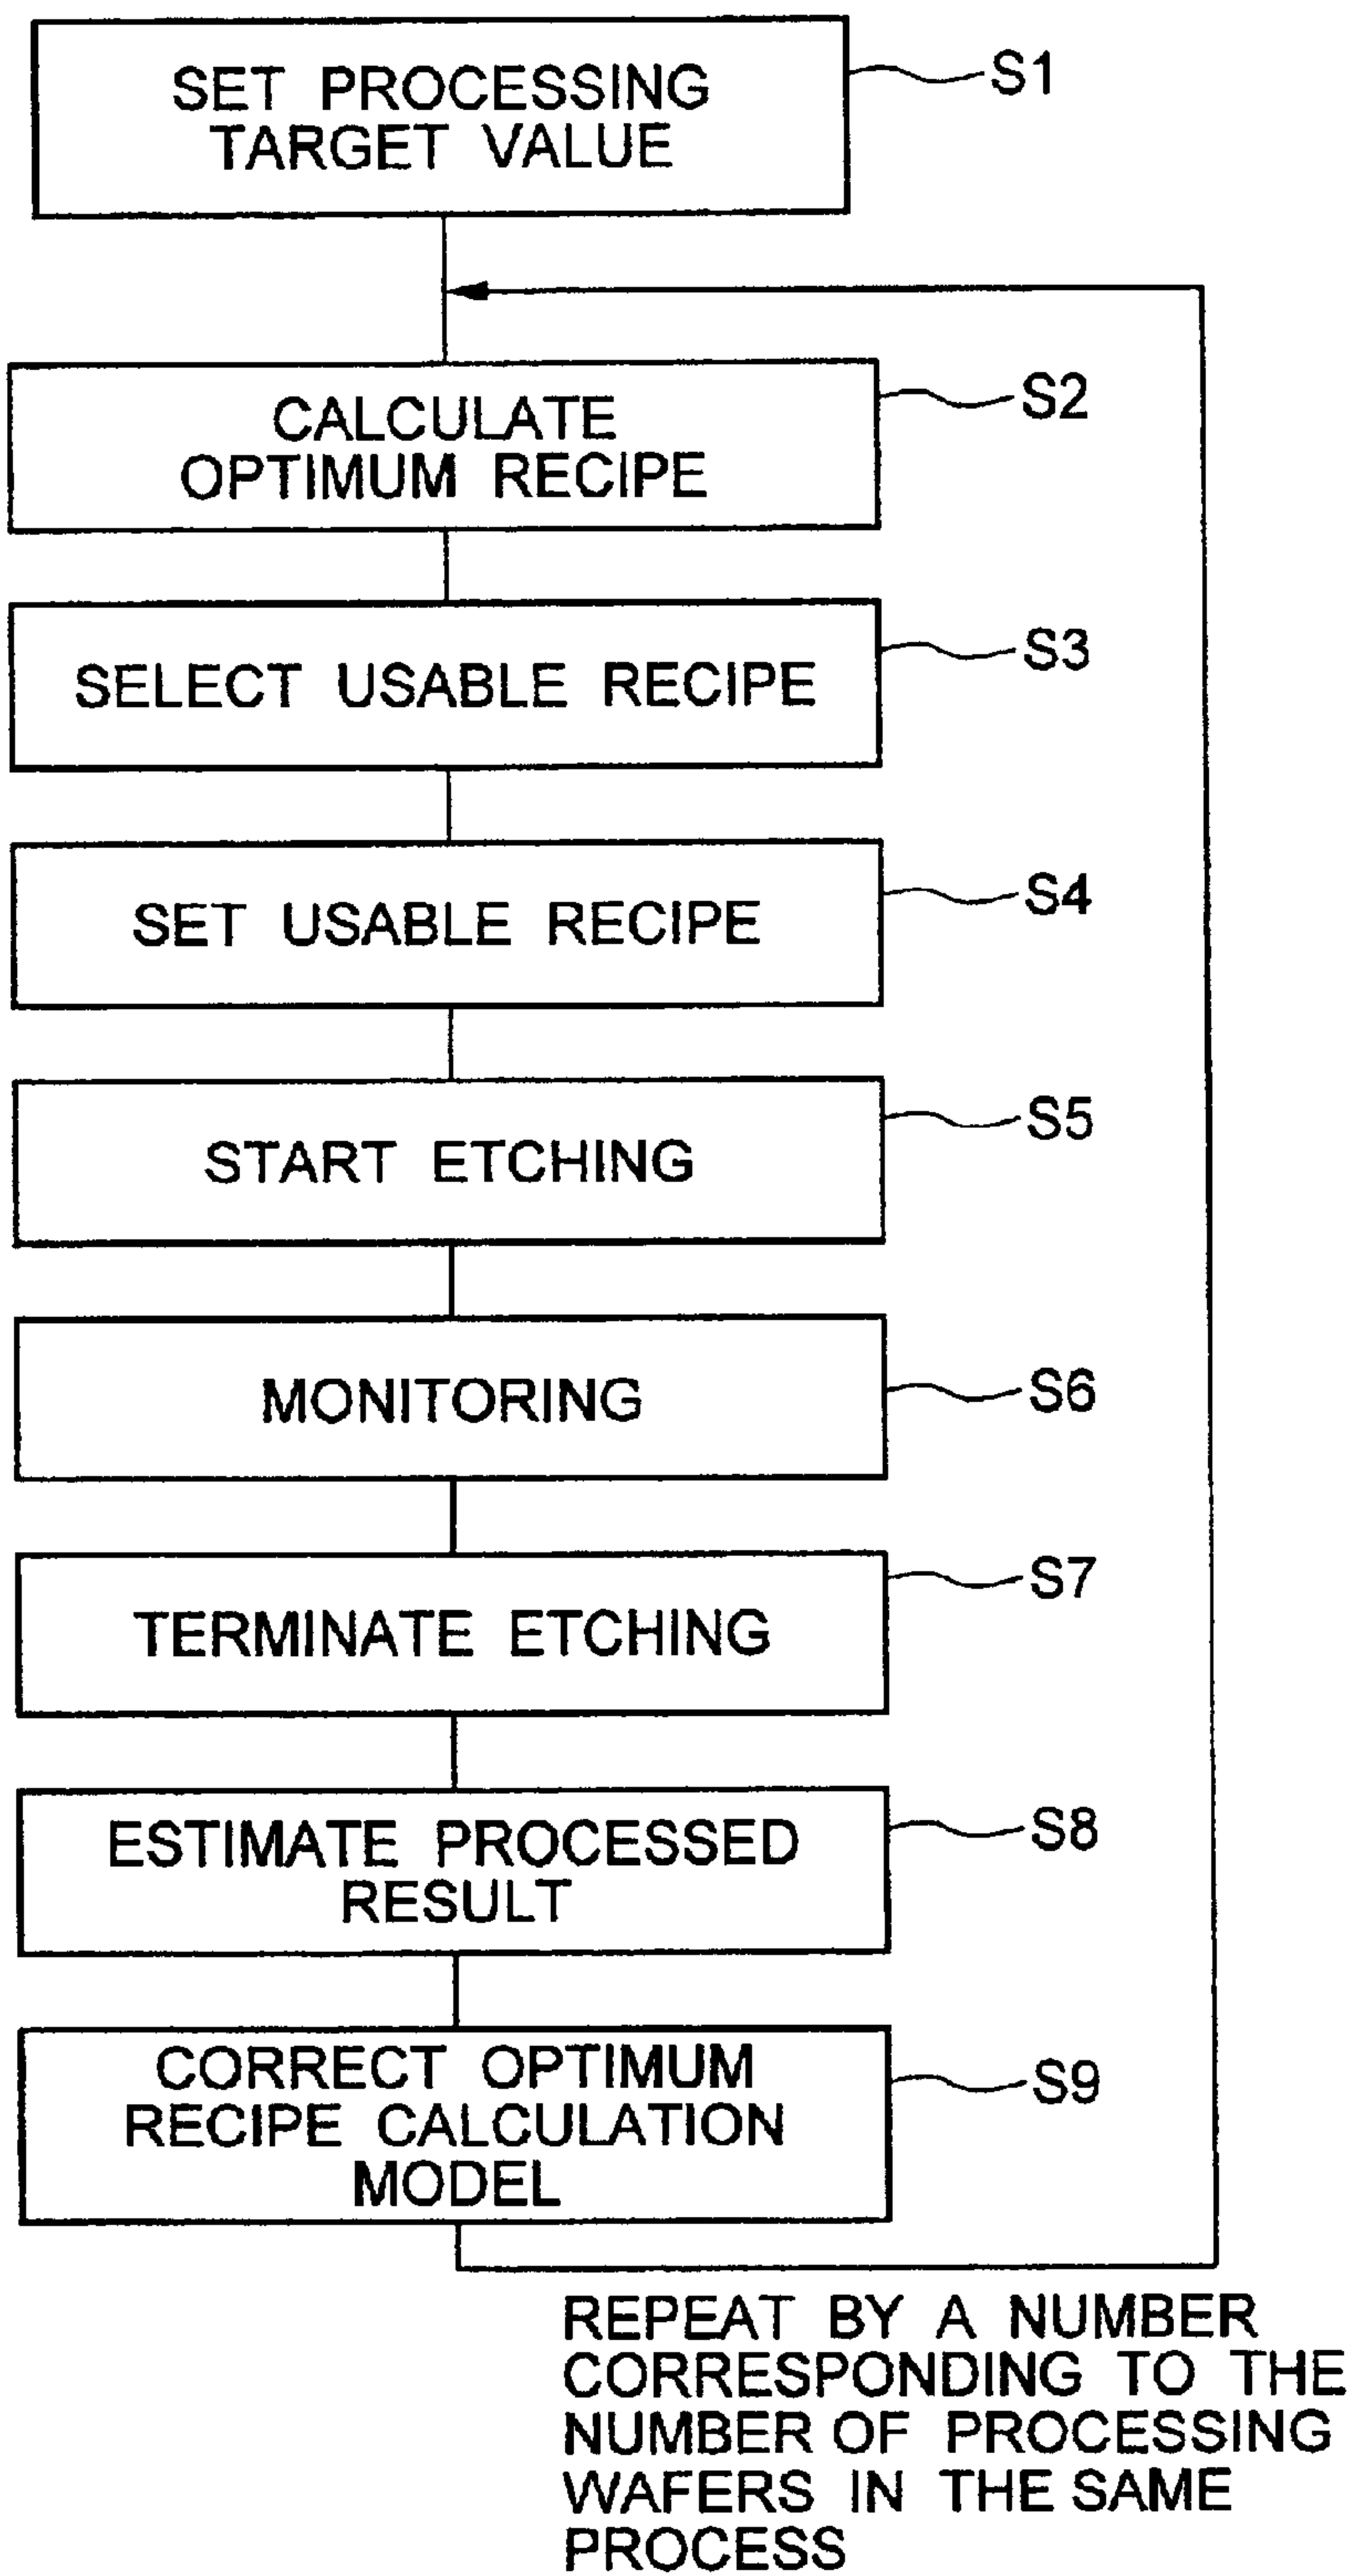 SET PROCESSING
TARGET VALUE
S1
CALCULATE
OPTIMUM RECIPE
S2
SELECT USABLE RECIPE
S3
SET USABLE RECIPE
S4
START ETCHING
S5
MONITORING
S6
TERMINATE ETCHING
S7
ESTIMATE PROCESSED
RESULT
S8
CORRECT OPTIMUM
RECIPE CALCULATION
MODEL
S9
REPEAT BY A NUMBER
CORRESPONDING TO THE
NUMBER OF PROCESSING
WAFERS IN THE SAME
PROCESS